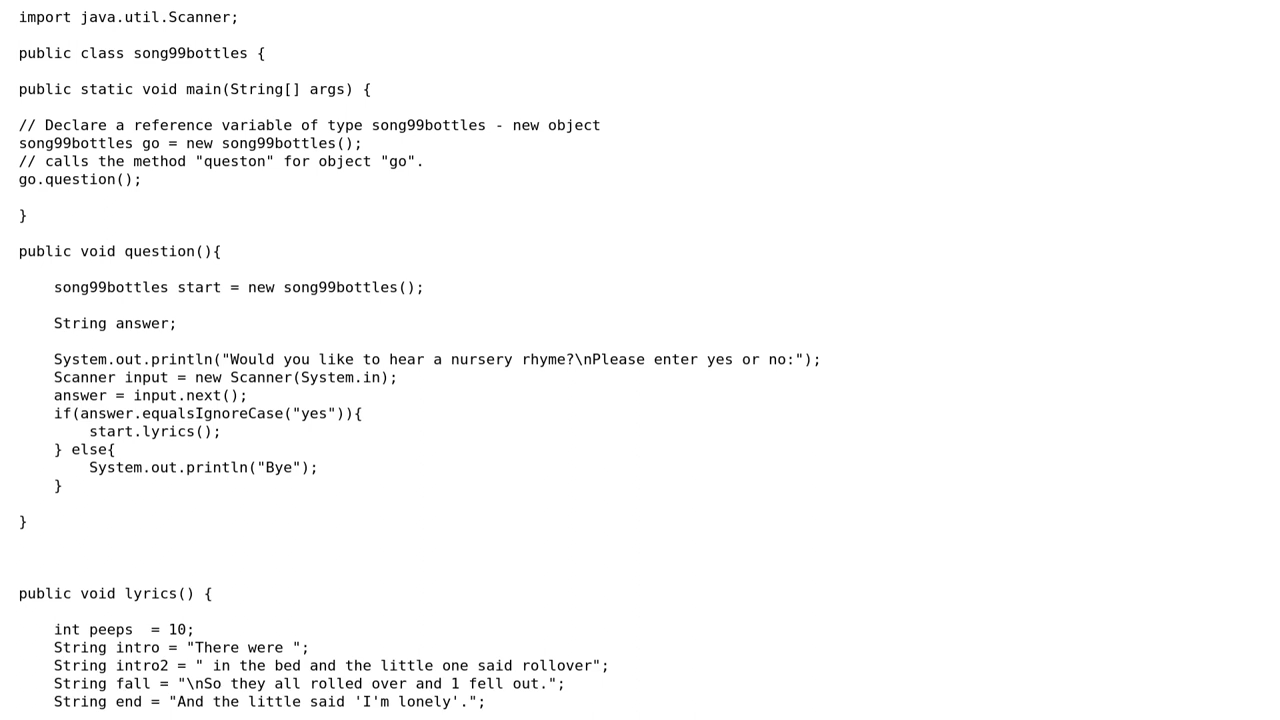 import java.util.Scanner;
public class song99bottles {
public static void main(String[] args) {
// Declare a reference variable of type song99bottles - new object
song99bottles go = new song99bottles();
// calls the method "queston" for object "go".
go.question();
}
public void question(){
    song99bottles start = new song99bottles();
    String answer;
    System.out.println("Would you like to hear a nursery rhyme?\nPlease enter yes or no:");
    Scanner input = new Scanner(System.in);
    answer = input.next();
    if(answer.equalsIgnoreCase("yes")){
        start.lyrics();
    } else{
        System.out.println("Bye");
    }
}
public void lyrics() {
    int peeps  = 10;
    String intro = "There were ";
    String intro2 = " in the bed and the little one said rollover";
    String fall = "\nSo they all rolled over and 1 fell out.";
    String end = "And the little said 'I'm lonely'.";